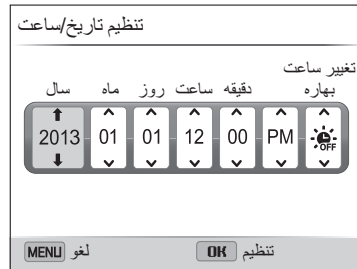 تنظیم تاریخ/ساعت
تغییر ساعت
سال ماه روز ساعت دقیقه بهاره
2013 01 01 12 00 PM OFF
MENU لغو OK تنظیم